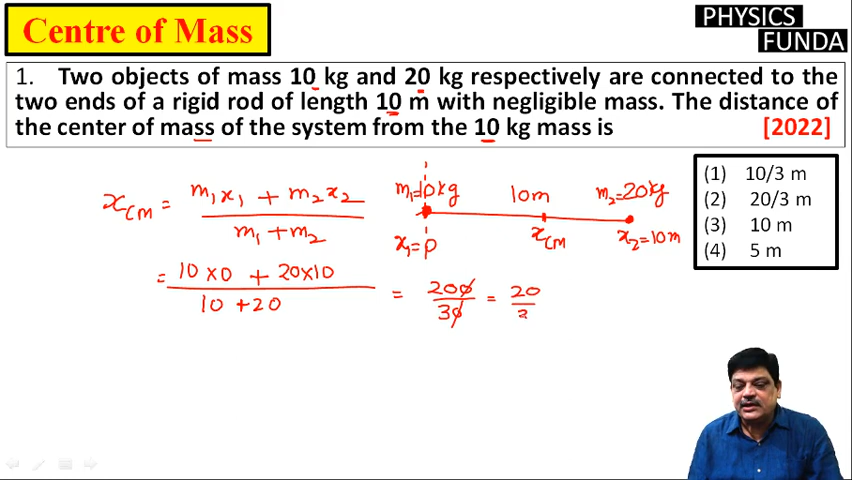 Centre of Mass
PHYSICS
FUNDA
1. Two objects of mass 10 kg and 20 kg respectively are connected to the
two ends of a rigid rod of length 10 m with negligible mass. The distance of
the center of mass of the system from the 10 kg mass is [2022]
(1) 10/3 m
(2) 20/3 m
(3) 10 m
(4) 5 m
x_CM = (m₁x₁ + m₂x₂)/(m₁+m₂)
m₁=10kg 10m m₂=20kg
x₁=0 x_CM x₂=10m
= (10×0 + 20×10)/(10+20) = 200/30 = 20/3